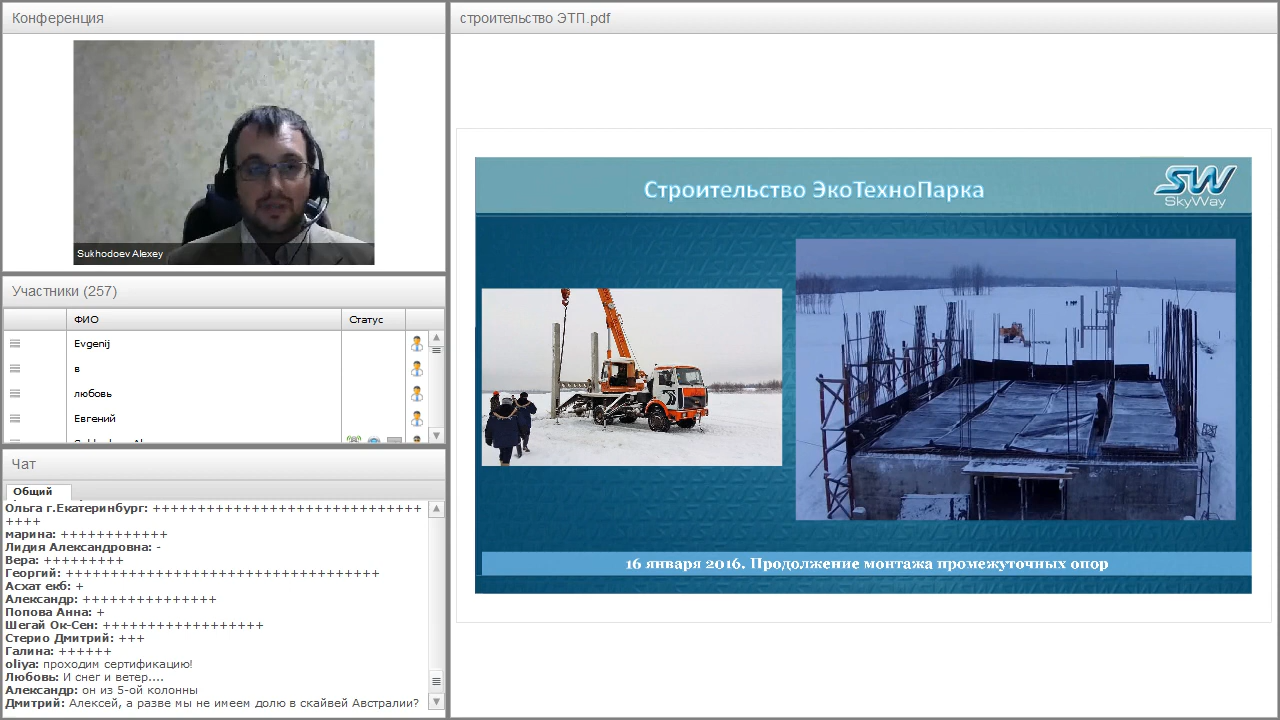 Конференция
Sukhodoev Alexey
Участники (257)
ФИО
Статус
Evgenij
в
любовь
Евгений
Чат
Общий
Ольга г.Екатеринбург: ++++++++++++++++++++++++++++++
++++
марина: ++++++++++++
Лидия Александровна: -
Вера: +++++++++
Георгий: +++++++++++++++++++++++++++++++++++
Асхат екб: +
Александр: +++++++++++++++
Попова Анна: +
Шегай Ок-Сен: ++++++++++++++++++
Стерио Дмитрий: +++
Галина: ++++++
oliya: проходим сертификацию!
Любовь: И снег и ветер....
Александр: он из 5-ой колонны
Дмитрий: Алексей, а разве мы не имеем долю в скайвей Австралии?
строительство ЭТП.pdf
Строительство ЭкоТехноПарка
SW
SkyWay
16 января 2016. Продолжение монтажа промежуточных опор